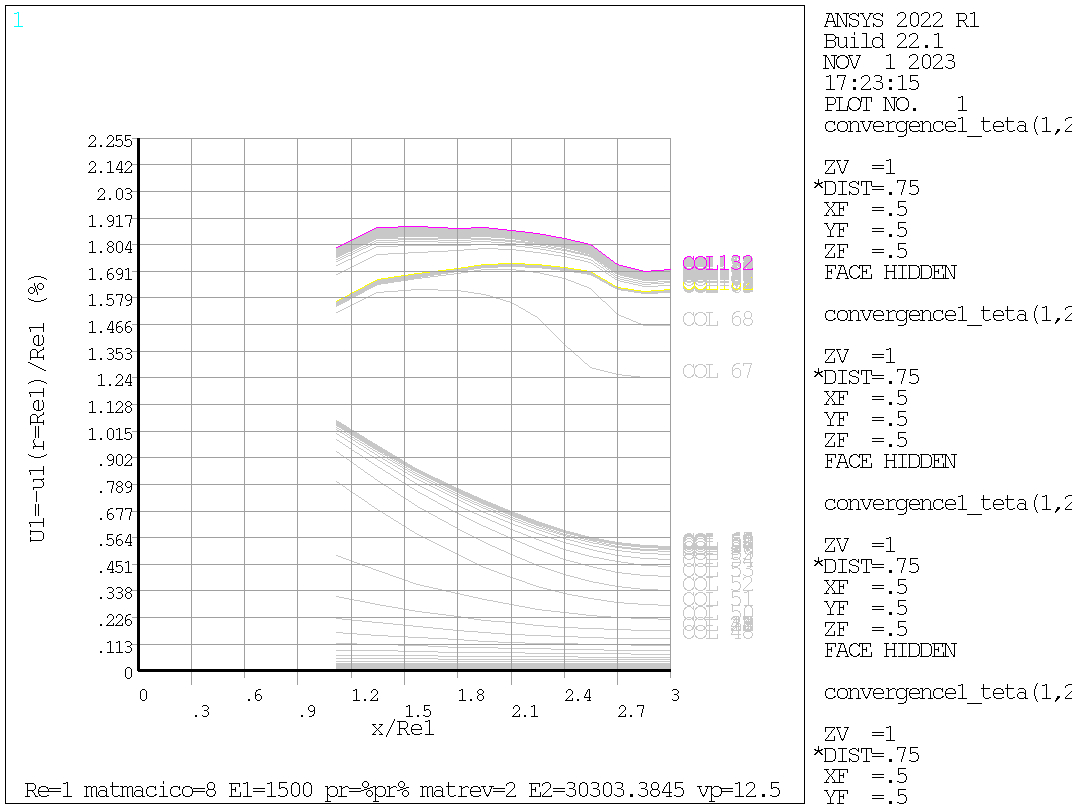 1
ANSYS 2022 R1
Build 22.1
NOV 1 2023
17:23:15
PLOT NO. 1
convergence1_teta(1,2
ZV =1
*DIST=.75
XF =.5
YF =.5
ZF =.5
FACE HIDDEN
convergence1_teta(1,2
ZV =1
*DIST=.75
XF =.5
YF =.5
ZF =.5
FACE HIDDEN
convergence1_teta(1,2
ZV =1
*DIST=.75
XF =.5
YF =.5
ZF =.5
FACE HIDDEN
convergence1_teta(1,2
ZV =1
*DIST=.75
XF =.5
YF =.5
U1=-u1(r=Re1)/Re1 (%)
2.255
2.142
2.03
1.917
1.804
1.691
1.579
1.466
1.353
1.24
1.128
1.015
.902
.789
.677
.564
.451
.338
.226
.113
0
COL132
COL 68
COL 67
0
.3
.6
.9
1.2
1.5
1.8
2.1
2.4
2.7
3
x/Re1
Re=1 matmacico=8 E1=1500 pr=%pr% matrev=2 E2=30303.3845 vp=12.5